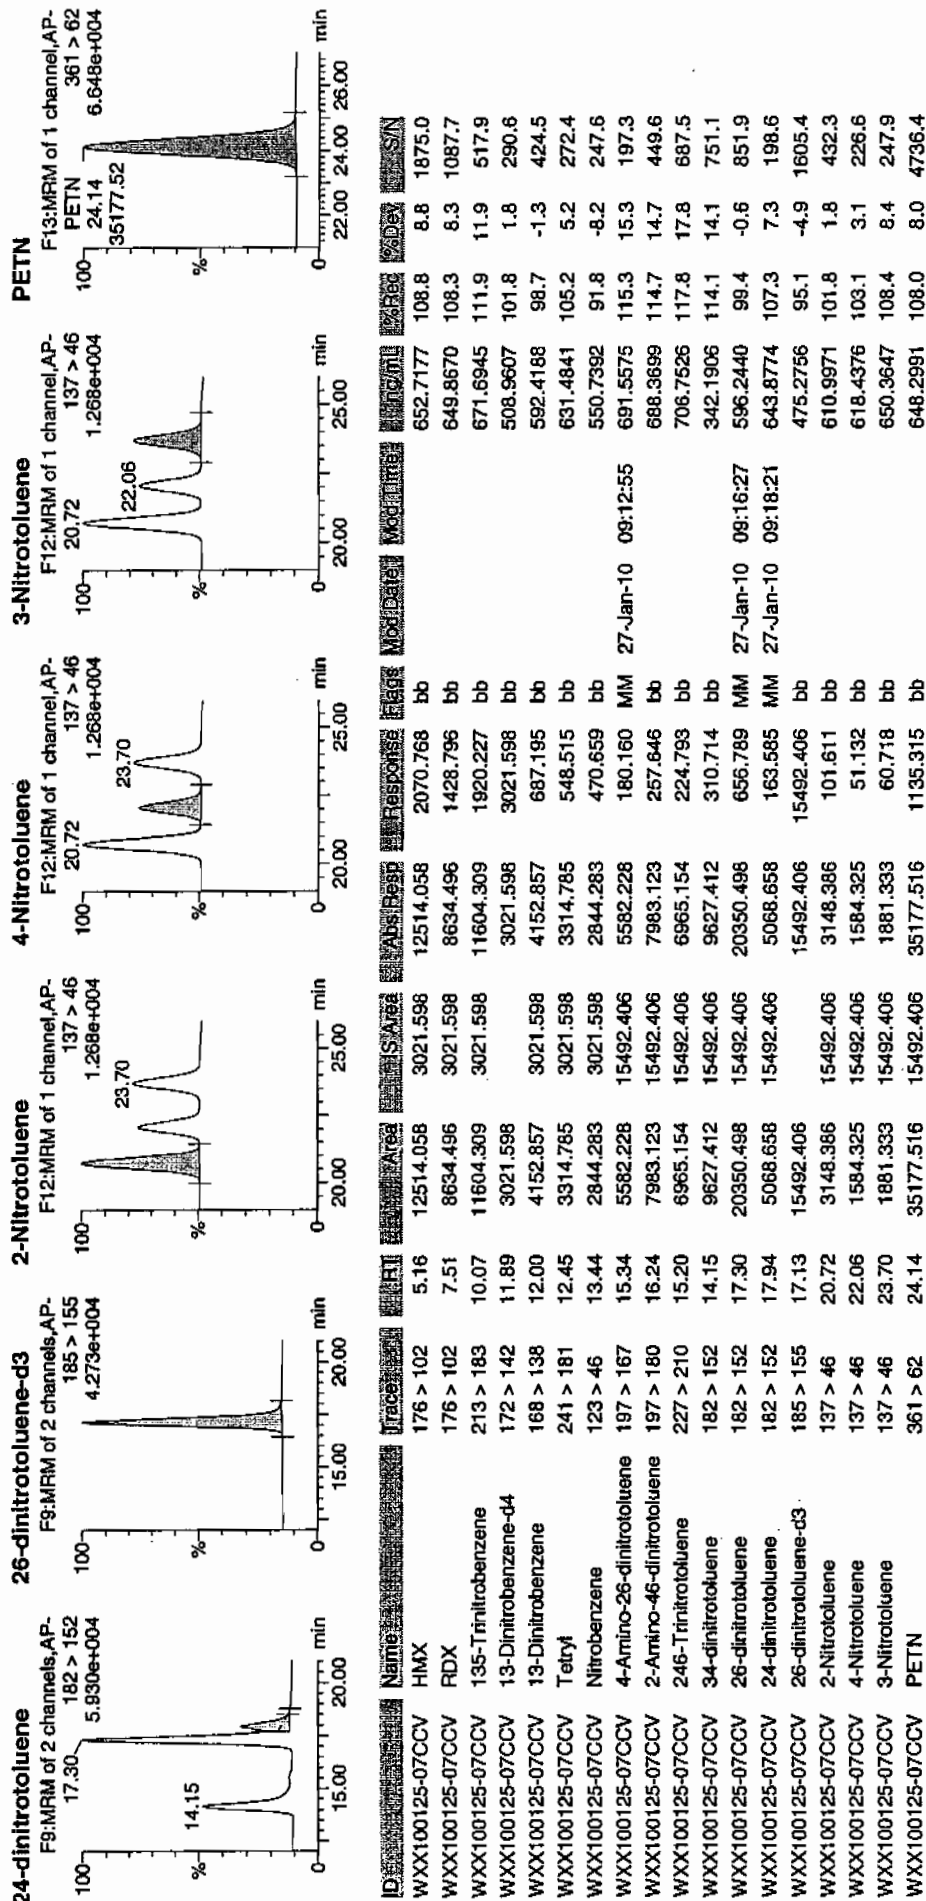 24-dinitrotoluene
F9:MRM of 2 channels,AP-
17.30 182 > 152
5.930e+004
100
14.15
%
0
15.00 20.00 min
26-dinitrotoluene-d3
F9:MRM of 2 channels,AP-
185 > 155
4.273e+004
100
%
0
15.00 20.00 min
2-Nitrotoluene
F12:MRM of 1 channel,AP-
137 > 46
1.268e+004
100
23.70
%
0
20.00 25.00 min
4-Nitrotoluene
F12:MRM of 1 channel,AP-
20.72 137 > 46
1.268e+004
100
23.70
%
0
20.00 25.00 min
3-Nitrotoluene
F12:MRM of 1 channel,AP-
20.72 137 > 46
1.268e+004
100
22.06
%
0
20.00 25.00 min
PETN
F13:MRM of 1 channel,AP-
PETN 361 > 62
24.14 6.648e+004
35177.52
100
%
0
22.00 24.00 26.00 min
ID Name Trace RT Area IS Area Abs Resp Response Flags Mod Date Mod Time ng/mL %Rec %Dev S/N
WXX100125-07CCV HMX 176 > 102 5.16 12514.058 3021.598 12514.058 2070.768 bb 652.7177 108.8 8.8 1875.0
WXX100125-07CCV RDX 176 > 102 7.51 8634.496 3021.598 8634.496 1428.796 bb 649.8670 108.3 8.3 1087.7
WXX100125-07CCV 135-Trinitrobenzene 213 > 183 10.07 11604.309 3021.598 11604.309 1920.227 bb 671.6945 111.9 11.9 517.9
WXX100125-07CCV 13-Dinitrobenzene-d4 172 > 142 11.89 3021.598 3021.598 3021.598 bb 508.9607 101.8 1.8 290.6
WXX100125-07CCV 13-Dinitrobenzene 168 > 138 12.00 4152.857 3021.598 4152.857 687.195 bb 592.4188 98.7 -1.3 424.5
WXX100125-07CCV Tetryl 241 > 181 12.45 3314.785 3021.598 3314.785 548.515 bb 631.4841 105.2 5.2 272.4
WXX100125-07CCV Nitrobenzene 123 > 46 13.44 2844.283 3021.598 2844.283 470.659 bb 550.7392 91.8 -8.2 247.6
WXX100125-07CCV 4-Amino-26-dinitrotoluene 197 > 167 15.34 5582.228 15492.406 5582.228 180.160 MM 27-Jan-10 09:12:55 691.5575 115.3 15.3 197.3
WXX100125-07CCV 2-Amino-46-dinitrotoluene 197 > 180 16.24 7983.123 15492.406 7983.123 257.646 bb 688.3699 114.7 14.7 449.6
WXX100125-07CCV 246-Trinitrotoluene 227 > 210 15.20 6965.154 15492.406 6965.154 224.793 bb 706.7526 117.8 17.8 687.5
WXX100125-07CCV 34-dinitrotoluene 182 > 152 14.15 9627.412 15492.406 9627.412 310.714 bb 342.1906 114.1 14.1 751.1
WXX100125-07CCV 26-dinitrotoluene 182 > 152 17.30 20350.498 15492.406 20350.498 656.789 MM 27-Jan-10 09:16:27 596.2440 99.4 -0.6 851.9
WXX100125-07CCV 24-dinitrotoluene 182 > 152 17.94 5068.658 15492.406 5068.658 163.585 MM 27-Jan-10 09:18:21 643.8774 107.3 7.3 198.6
WXX100125-07CCV 26-dinitrotoluene-d3 185 > 155 17.13 15492.406 15492.406 15492.406 bb 475.2756 95.1 -4.9 1605.4
WXX100125-07CCV 2-Nitrotoluene 137 > 46 20.72 3148.386 15492.406 3148.386 101.611 bb 610.9971 101.8 1.8 432.3
WXX100125-07CCV 4-Nitrotoluene 137 > 46 22.06 1584.325 15492.406 1584.325 51.132 bb 618.4376 103.1 3.1 226.6
WXX100125-07CCV 3-Nitrotoluene 137 > 46 23.70 1881.333 15492.406 1881.333 60.718 bb 650.3647 108.4 8.4 247.9
WXX100125-07CCV PETN 361 > 62 24.14 35177.516 15492.406 35177.516 1135.315 bb 648.2991 108.0 8.0 4736.4